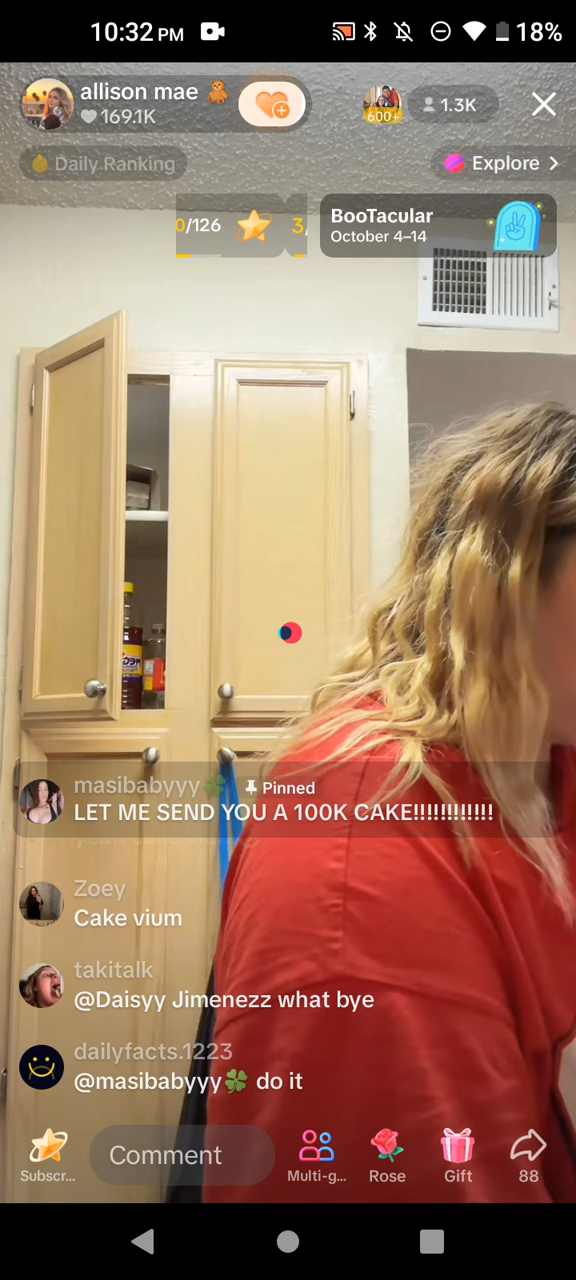 10:32 PM
18%
allison mae 🧸
169.1K
600+
1.3K
Daily Ranking
Explore >
0/126
3/
BooTacular
October 4–14
masibabyyy🍀 Pinned
LET ME SEND YOU A 100K CAKE!!!!!!!!!!!!
Zoey
Cake vium
takitalk
@Daisyy Jimenezz what bye
dailyfacts.1223
@masibabyyy🍀 do it
Subscr...
Comment
Multi-g...
Rose
Gift
88